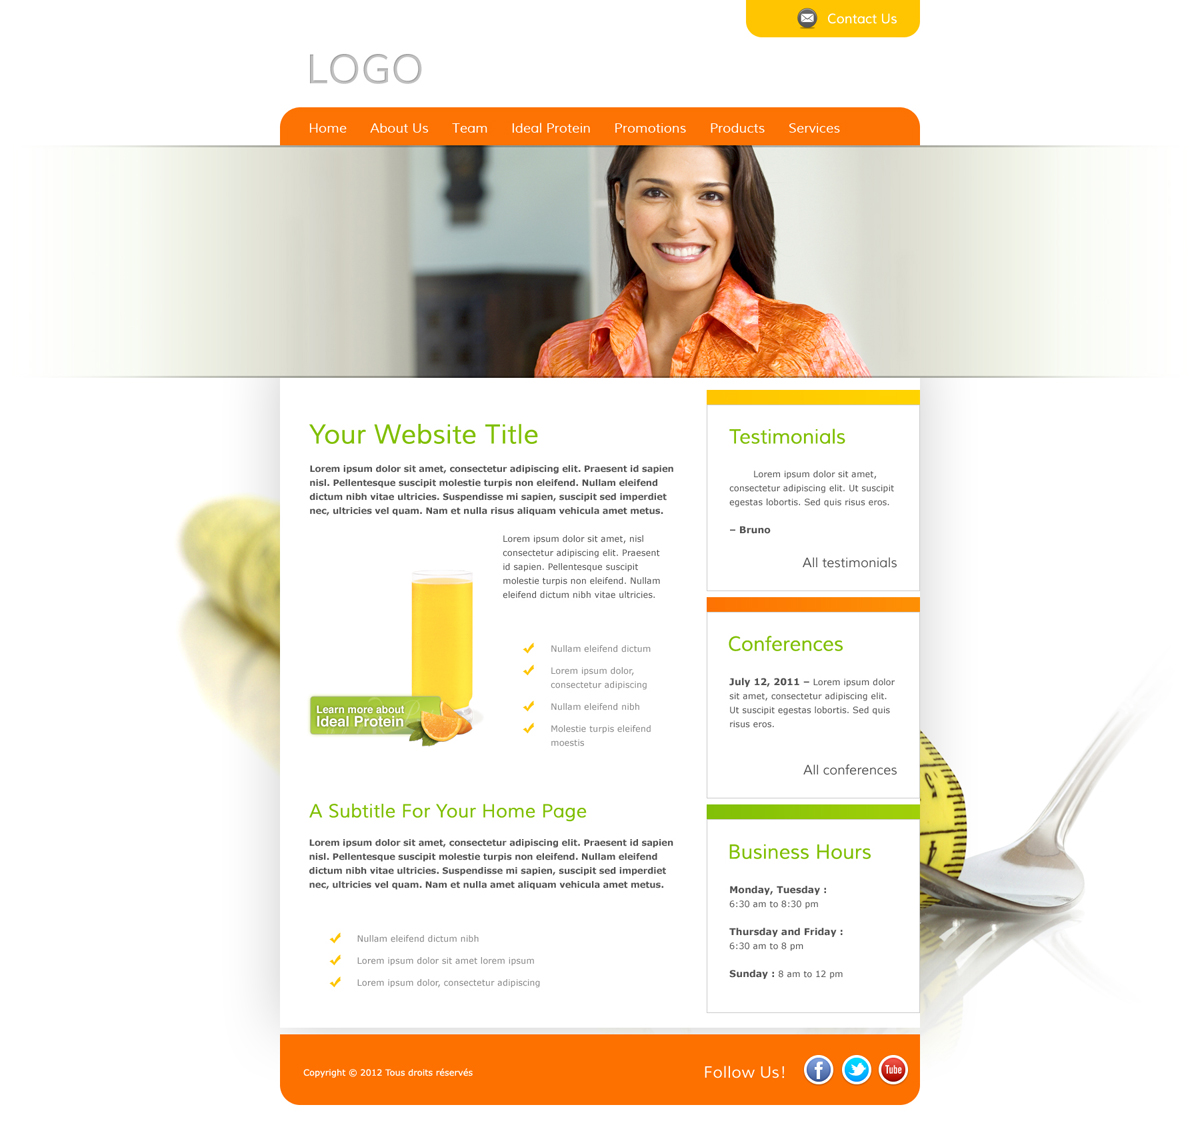 Contact Us
LOGO
Home About Us Team Ideal Protein Promotions Products Services
Your Website Title
Lorem ipsum dolor sit amet, consectetur adipiscing elit. Praesent id sapien
nisl. Pellentesque suscipit molestie turpis non eleifend. Nullam eleifend
dictum nibh vitae ultricies. Suspendisse mi sapien, suscipit sed imperdiet
nec, ultricies vel quam. Nam et nulla risus aliquam vehicula amet metus.
Lorem ipsum dolor sit amet, nisl
consectetur adipiscing elit. Praesent
id sapien. Pellentesque suscipit
molestie turpis non eleifend. Nullam
eleifend dictum nibh vitae ultricies.
Nullam eleifend dictum
Lorem ipsum dolor,
consectetur adipiscing
Nullam eleifend nibh
Molestie turpis eleifend
moestis
Learn more about
Ideal Protein
A Subtitle For Your Home Page
Lorem ipsum dolor sit amet, consectetur adipiscing elit. Praesent id sapien
nisl. Pellentesque suscipit molestie turpis non eleifend. Nullam eleifend
dictum nibh vitae ultricies. Suspendisse mi sapien, suscipit sed imperdiet
nec, ultricies vel quam. Nam et nulla amet aliquam vehicula amet metus.
Nullam eleifend dictum nibh
Lorem ipsum dolor sit amet lorem ipsum
Lorem ipsum dolor, consectetur adipiscing
Testimonials
Lorem ipsum dolor sit amet,
consectetur adipiscing elit. Ut suscipit
egestas lobortis. Sed quis risus eros.
– Bruno
All testimonials
Conferences
July 12, 2011 – Lorem ipsum dolor
sit amet, consectetur adipiscing elit.
Ut suscipit egestas lobortis. Sed quis
risus eros.
All conferences
Business Hours
Monday, Tuesday :
6:30 am to 8:30 pm
Thursday and Friday :
6:30 am to 8 pm
Sunday : 8 am to 12 pm
Copyright © 2012 Tous droits réservés
Follow Us!
f
Tube